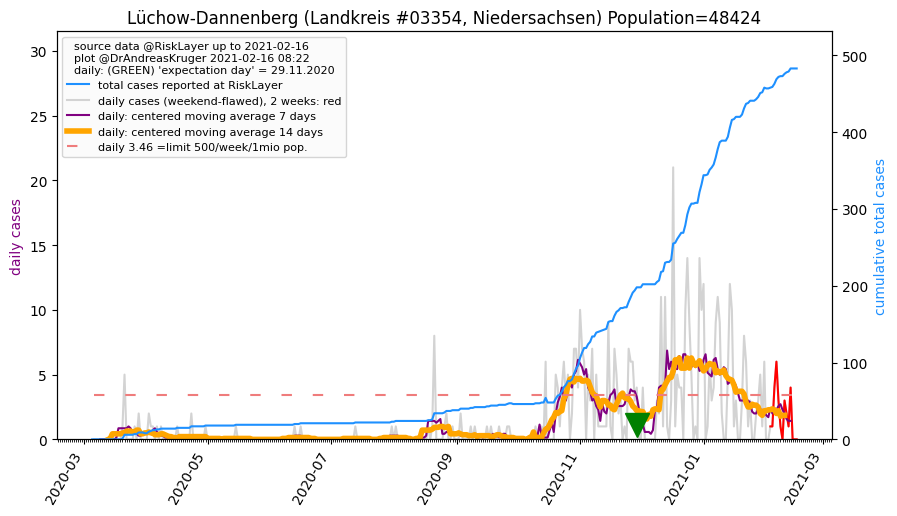 Lüchow-Dannenberg (Landkreis #03354, Niedersachsen) Population=48424
source data @RiskLayer up to 2021-02-16
plot @DrAndreasKruger 2021-02-16 08:22
daily: (GREEN) 'expectation day' = 29.11.2020
total cases reported at RiskLayer
daily cases (weekend-flawed), 2 weeks: red
daily: centered moving average 7 days
daily: centered moving average 14 days
daily 3.46 =limit 500/week/1mio pop.
daily cases
30
25
20
15
10
5
0
cumulative total cases
500
400
300
200
100
0
2020-03
2020-05
2020-07
2020-09
2020-11
2021-01
2021-03